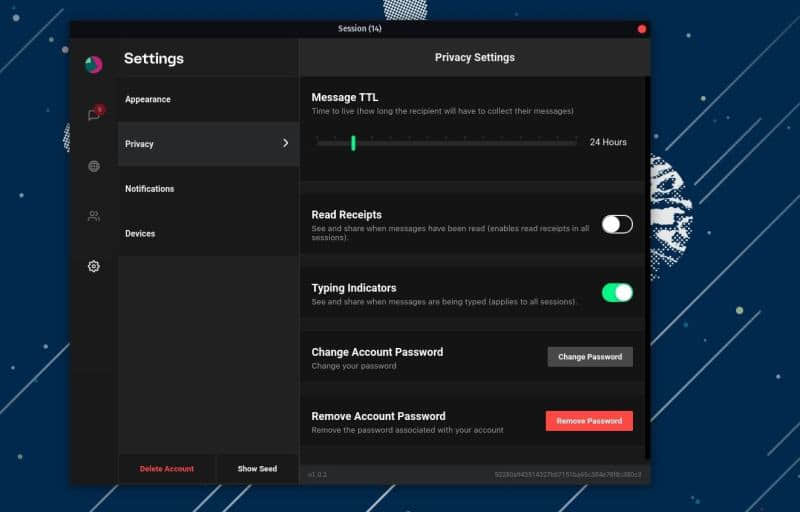 Session (14)
Settings
Privacy Settings
5
Appearance
Privacy
Notifications
Devices
Message TTL
Time to live (how long the recipient will have to collect their messages)
24 Hours
Read Receipts
See and share when messages have been read (enables read receipts in all
sessions).
Typing Indicators
See and share when messages are being typed (applies to all sessions).
Change Account Password
Change your password
Change Password
Remove Account Password
Remove the password associated with your account
Remove Password
Delete Account
Show Seed
v1.0.2